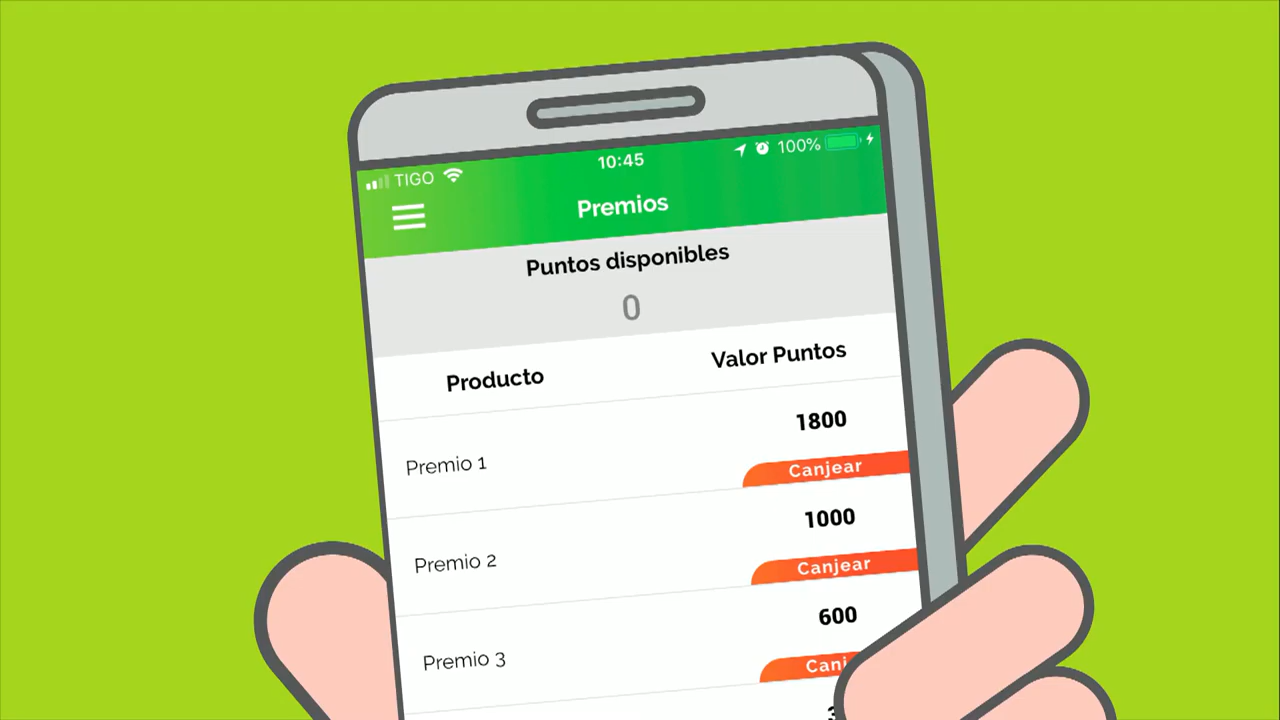 TIGO
10:45
100%
Premios
Puntos disponibles
0
Producto
Valor Puntos
1800
Premio 1
Canjear
1000
Premio 2
Canjear
600
Premio 3